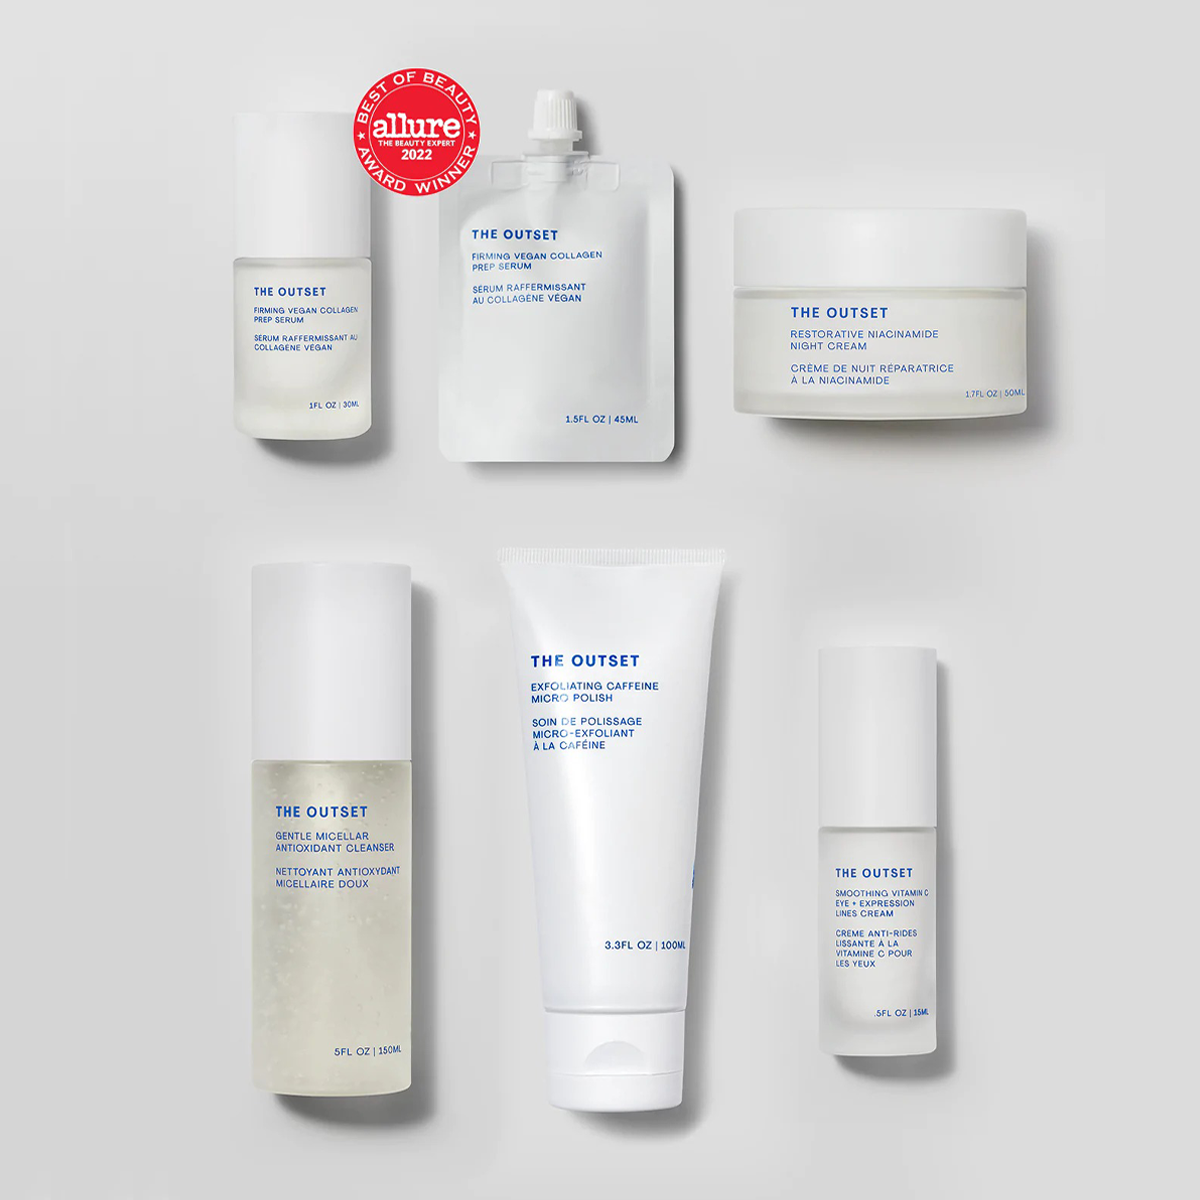 BEST OF BEAUTY
allure
THE BEAUTY EXPERT
2022
AWARD WINNER
THE OUTSET
FIRMING VEGAN COLLAGEN
PREP SERUM
SÉRUM RAFFERMISSANT AU
COLLAGÈNE VÉGAN
1FL OZ | 30ML
THE OUTSET
FIRMING VEGAN COLLAGEN
PREP SERUM
SÉRUM RAFFERMISSANT
AU COLLAGÈNE VÉGAN
1.5FL OZ | 45ML
THE OUTSET
RESTORATIVE NIACINAMIDE
NIGHT CREAM
CRÈME DE NUIT RÉPARATRICE
À LA NIACINAMIDE
1.7FL OZ | 50ML
THE OUTSET
GENTLE MICELLAR
ANTIOXIDANT CLEANSER
NETTOYANT ANTIOXYDANT
MICELLAIRE DOUX
5FL OZ | 150ML
THE OUTSET
EXFOLIATING CAFFEINE
MICRO POLISH
SOIN DE POLISSAGE
MICRO-EXFOLIANT
À LA CAFÉINE
3.3FL OZ | 100ML
THE OUTSET
SMOOTHING VITAMIN C
EYE + EXPRESSION
LINES CREAM
CRÈME ANTI-RIDES
LISSANTE À LA
VITAMINE C POUR
LES YEUX
.5FL OZ | 15ML